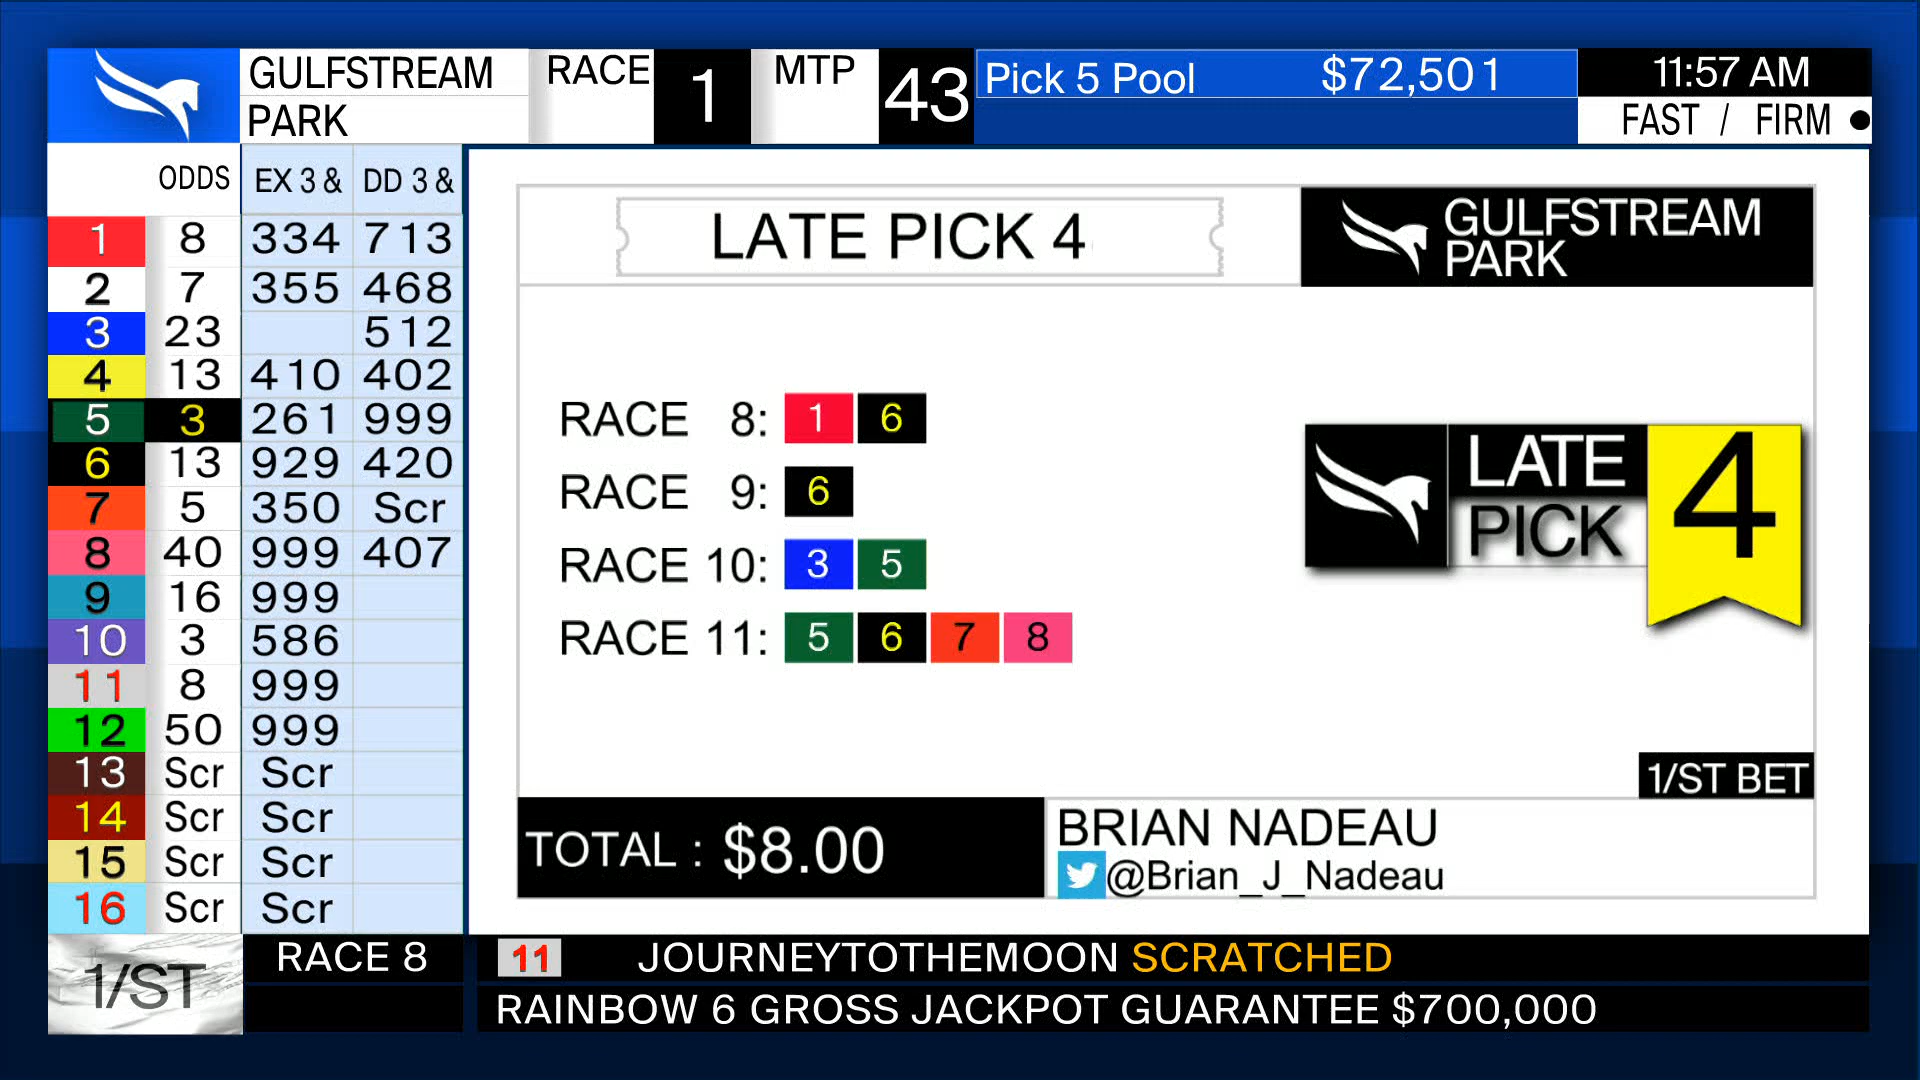 GULFSTREAM PARK RACE 1 MTP 43 Pick 5 Pool $72,501 11:57 AM
FAST / FIRM
ODDS EX 3 & DD 3 &
1 8 334 713
2 7 355 468
3 23 512
4 13 410 402
5 3 261 999
6 13 929 420
7 5 350 Scr
8 40 999 407
9 16 999
10 3 586
11 8 999
12 50 999
13 Scr Scr
14 Scr Scr
15 Scr Scr
16 Scr Scr
LATE PICK 4
GULFSTREAM
PARK
RACE 8: 1 6
RACE 9: 6
RACE 10: 3 5
RACE 11: 5 6 7 8
LATE
PICK
4
1/ST BET
TOTAL : $8.00
BRIAN NADEAU
@Brian_J_Nadeau
1/ST
RACE 8 11 JOURNEYTOTHEMOON SCRATCHED
RAINBOW 6 GROSS JACKPOT GUARANTEE $700,000